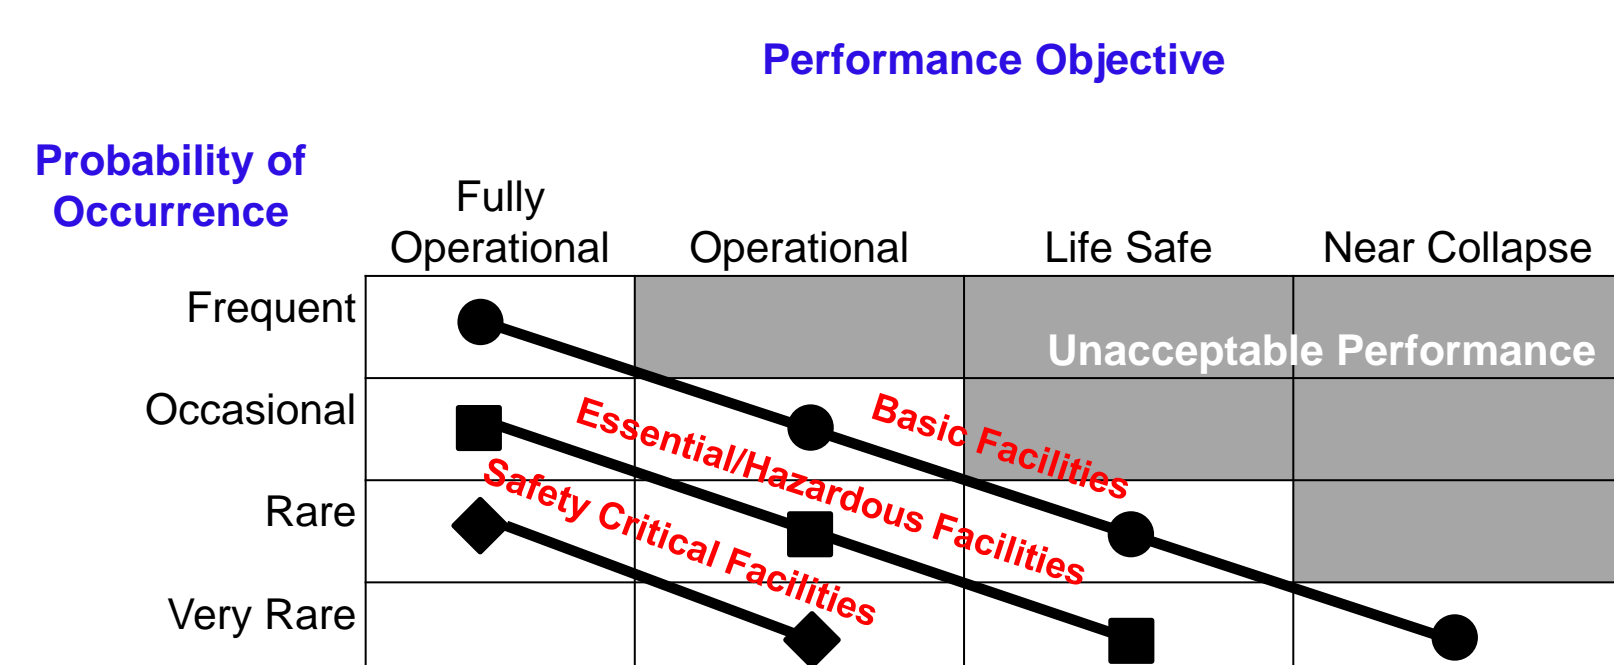 Performance Objective
Probability of
Occurrence
Fully
Operational
Operational
Life Safe
Near Collapse
Frequent
Unacceptable Performance
Occasional
Basic Facilities
Essential/Hazardous Facilities
Safety Critical Facilities
Rare
Very Rare